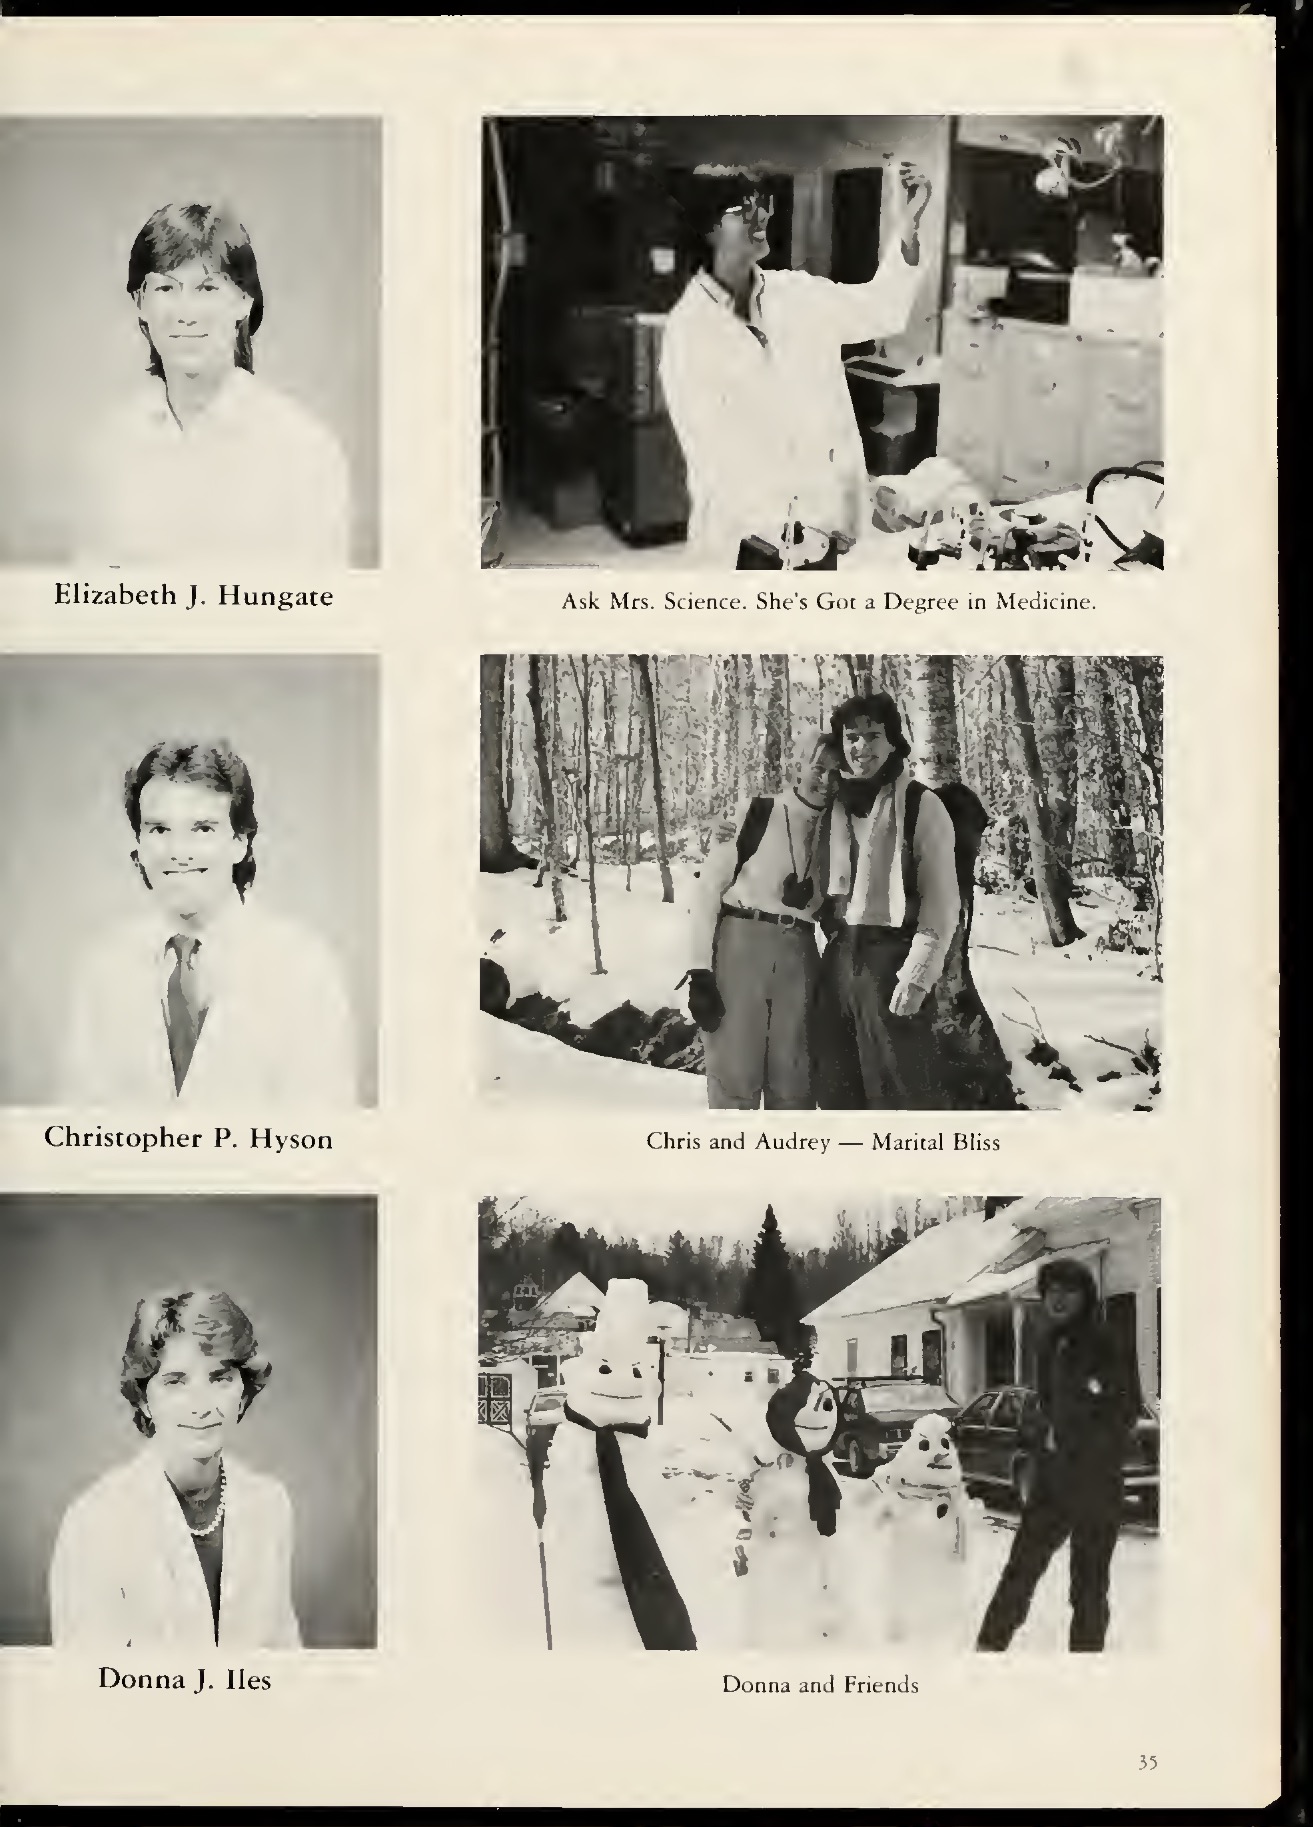 Elizabeth J. Hungate
Ask Mrs. Science. She's Got a Degree in Medicine.
Christopher P. Hyson
Chris and Audrey — Marital Bliss
Donna J. Iles
Donna and Friends
35